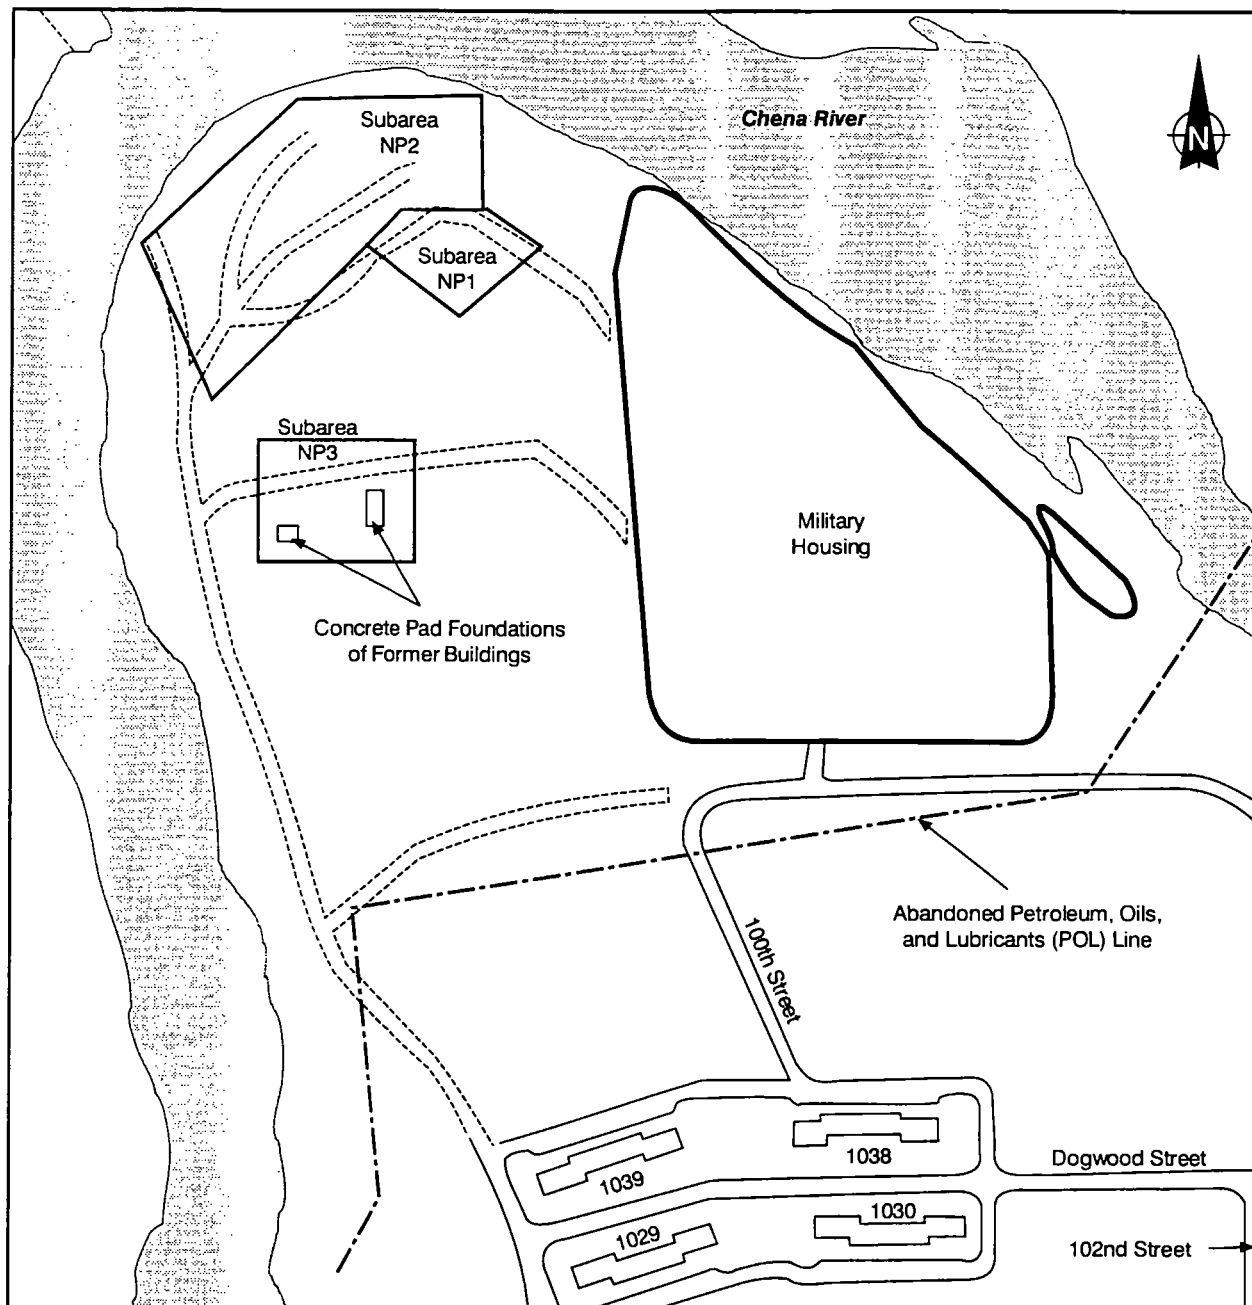 Subarea
NP2
Chena River
N
Subarea
NP1
Subarea
NP3
Military
Housing
Concrete Pad Foundations
of Former Buildings
Abandoned Petroleum, Oils,
and Lubricants (POL) Line
100th Street
1038
Dogwood Street
1039
1030
1029
102nd Street